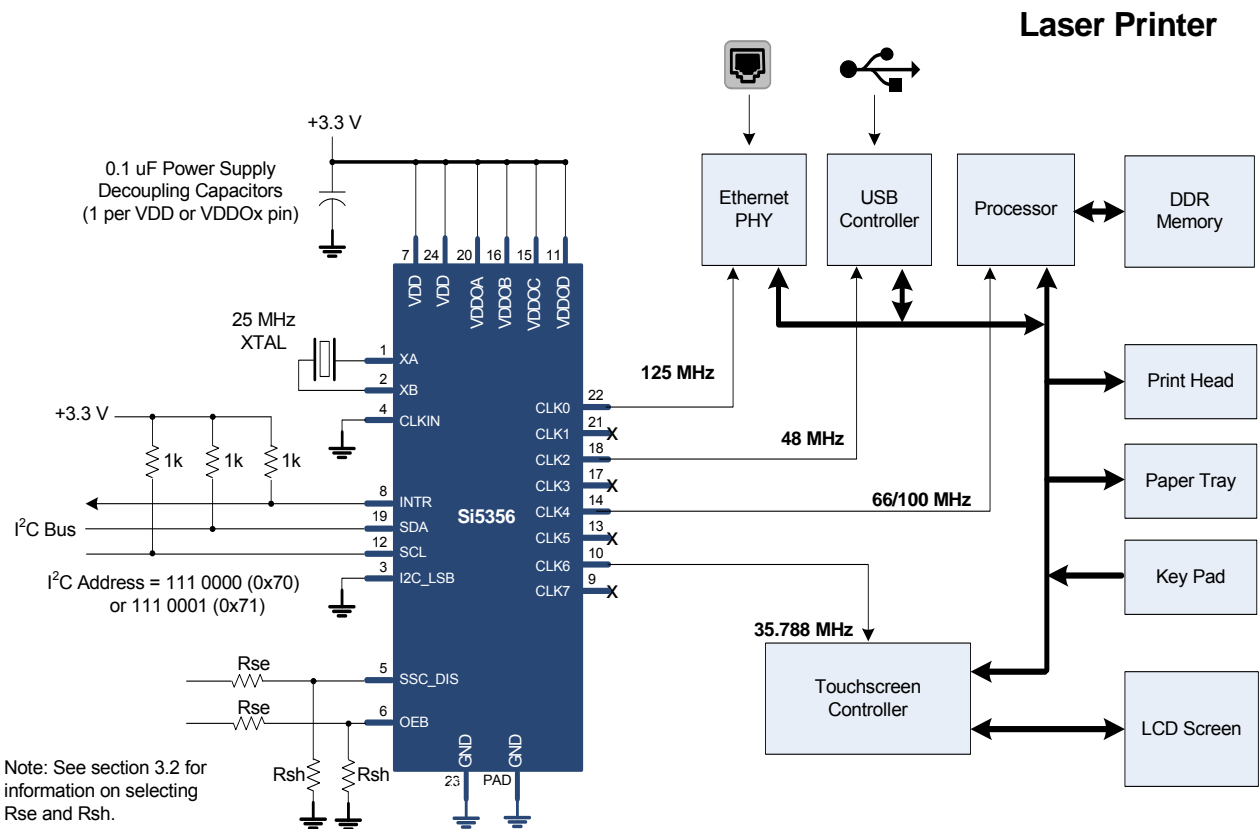 Laser Printer
+3.3 V
0.1 uF Power Supply
Decoupling Capacitors
(1 per VDD or VDDOx pin)
7 24 20 16 15 11
VDD VDD VDDOA VDDOB VDDOC VDDOD
Ethernet
PHY
USB
Controller
Processor
DDR
Memory
25 MHz
XTAL
1 XA
2 XB
4 CLKIN
+3.3 V
1k 1k 1k
8 INTR
19 SDA
12 SCL
3 I2C_LSB
I²C Bus
I²C Address = 111 0000 (0x70)
or 111 0001 (0x71)
Si5356
CLK0 22
CLK1 21 X
CLK2 18
CLK3 17 X
CLK4 14
CLK5 13 X
CLK6 10
CLK7 9 X
125 MHz
48 MHz
66/100 MHz
35.788 MHz
Print Head
Paper Tray
Key Pad
Touchscreen
Controller
LCD Screen
Rse
5 SSC_DIS
Rse
6 OEB
Rsh Rsh
GND GND
23 PAD
Note: See section 3.2 for
information on selecting
Rse and Rsh.